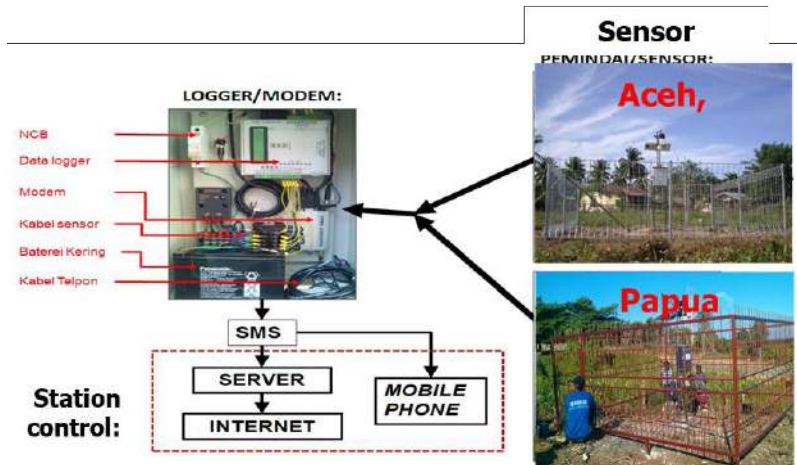 Sensor
PEMINDAI/SENSOR:
Aceh,
LOGGER/MODEM:
NCB
Data logger
Modem
Kabel sensor
Baterei Kering
Kabel Telpon
Papua
SMS
Station
control:
SERVER
INTERNET
MOBILE
PHONE